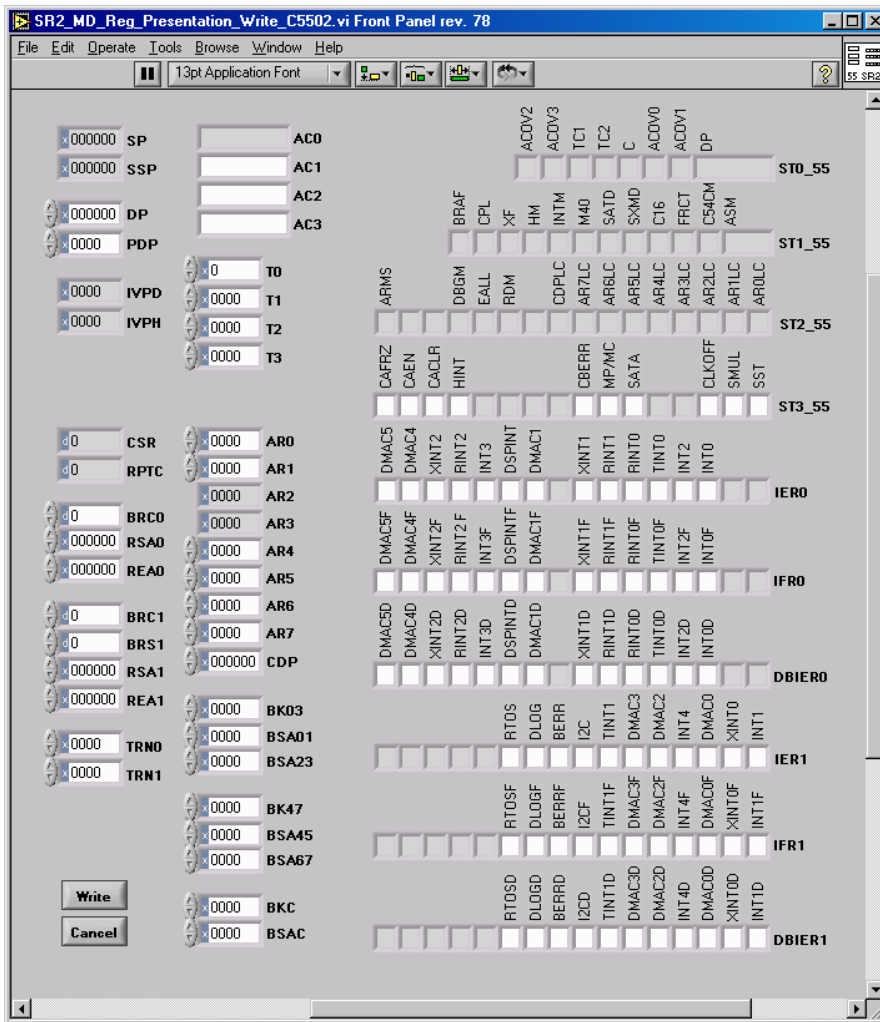 SR2_MD_Reg_Presentation_Write_C5502.vi Front Panel rev. 78
File Edit Operate Tools Browse Window Help
13pt Application Font
?
55 SR2
x000000 SP
x000000 SSP
x000000 DP
x0000 PDP
x0000 IVPD
x0000 IVPH
d0 CSR
d0 RPTC
d0 BRC0
x000000 RSA0
x000000 REA0
d0 BRC1
d0 BRS1
x000000 RSA1
x000000 REA1
x0000 TRN0
x0000 TRN1
Write
Cancel
AC0
AC1
AC2
AC3
x0 T0
x0000 T1
x0000 T2
x0000 T3
x0000 AR0
x0000 AR1
x0000 AR2
x0000 AR3
x0000 AR4
x0000 AR5
x0000 AR6
x0000 AR7
x000000 CDP
x0000 BK03
x0000 BSA01
x0000 BSA23
x0000 BK47
x0000 BSA45
x0000 BSA67
x0000 BKC
x0000 BSAC
ACOV2 ACOV3 TC1 TC2 C ACOV0 ACOV1 DP
ST0_55
BRAF CPL XF HM INTM M40 SATD SXMD C16 FRCT C54CM ASM
ST1_55
ARMS DBGM EALL RDM CDPLC AR7LC AR6LC AR5LC AR4LC AR3LC AR2LC AR1LC AR0LC
ST2_55
CAFRZ CAEN CACLR HINT CBERR MP/MC SATA CLKOFF SMUL SST
ST3_55
DMAC5 DMAC4 XINT2 RINT2 INT3 DSPINT DMAC1 XINT1 RINT1 RINT0 TINT0 INT2 INT0
IER0
DMAC5F DMAC4F XINT2F RINT2F INT3F DSPINTF DMAC1F XINT1F RINT1F RINT0F TINT0F INT2F INT0F
IFR0
DMAC5D DMAC4D XINT2D RINT2D INT3D DSPINTD DMAC1D XINT1D RINT1D RINT0D TINT0D INT2D INT0D
DBIER0
RTOS DLOG BERR I2C TINT1 DMAC3 DMAC2 INT4 DMAC0 XINT0 INT1
IER1
RTOSF DLOGF BERRF I2CF TINT1F DMAC3F DMAC2F INT4F DMAC0F XINT0F INT1F
IFR1
RTOSD DLOGD BERRD I2CD TINT1D DMAC3D DMAC2D INT4D DMAC0D XINT0D INT1D
DBIER1